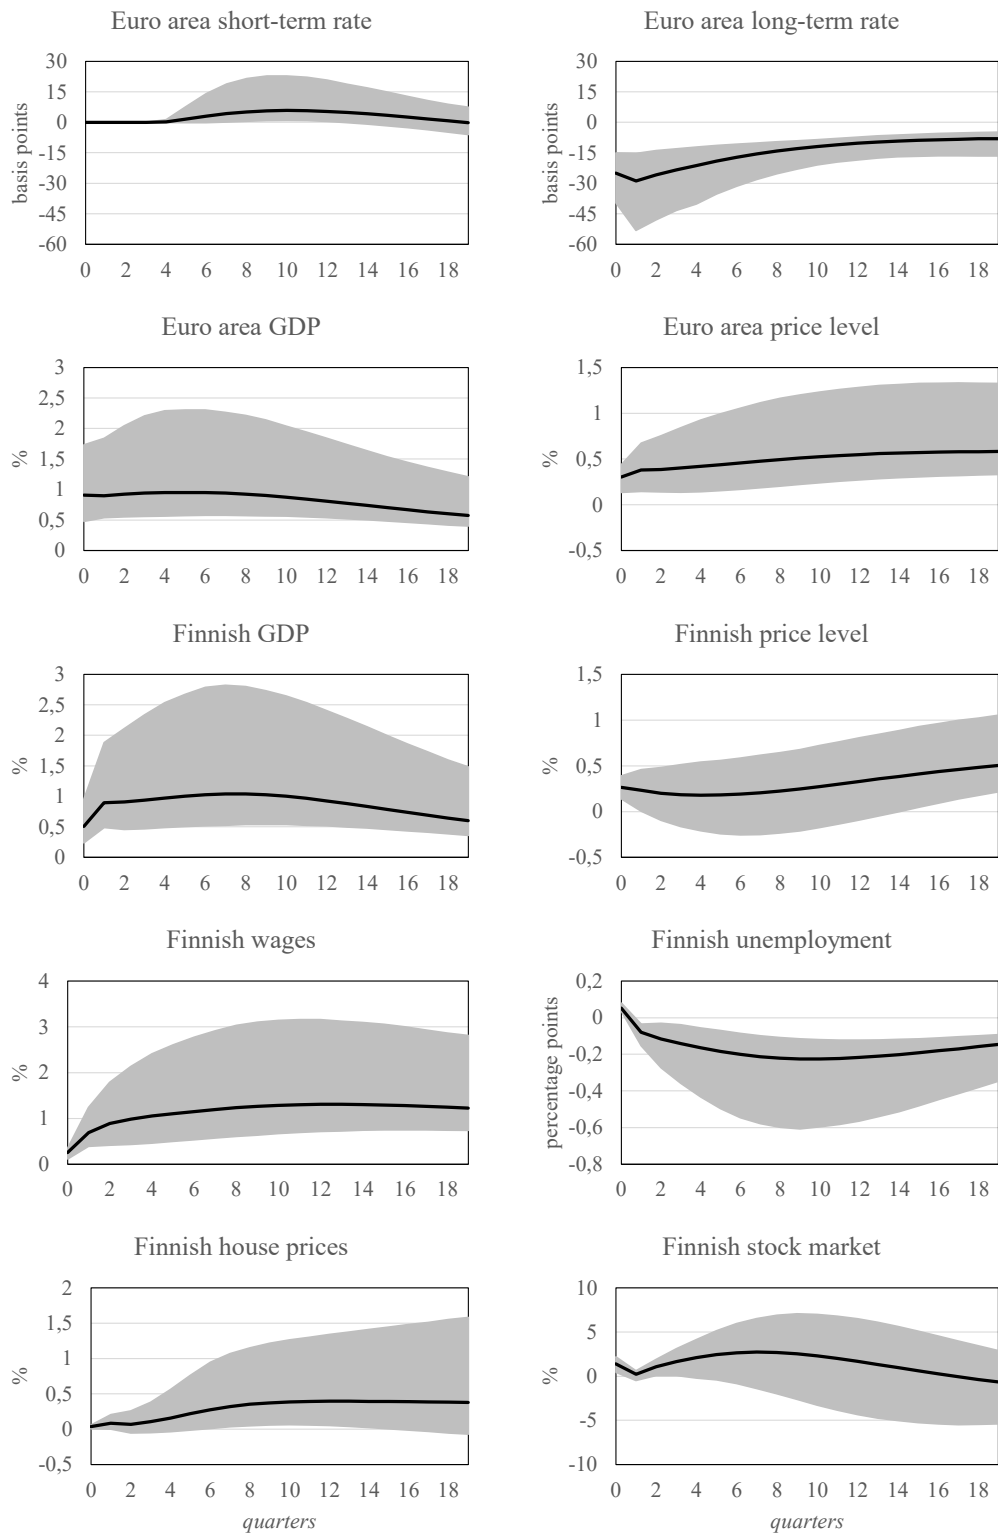 Euro area short-term rate
30
15
0
-15
-30
-45
-60
basis points
0 2 4 6 8 10 12 14 16 18
Euro area long-term rate
30
15
0
-15
-30
-45
-60
basis points
0 2 4 6 8 10 12 14 16 18
Euro area GDP
3
2,5
2
1,5
1
0,5
0
%
0 2 4 6 8 10 12 14 16 18
Euro area price level
1,5
1
0,5
0
-0,5
%
0 2 4 6 8 10 12 14 16 18
Finnish GDP
3
2,5
2
1,5
1
0,5
0
%
0 2 4 6 8 10 12 14 16 18
Finnish price level
1,5
1
0,5
0
-0,5
%
0 2 4 6 8 10 12 14 16 18
Finnish wages
4
3
2
1
0
%
0 2 4 6 8 10 12 14 16 18
Finnish unemployment
0,2
0
-0,2
-0,4
-0,6
-0,8
percentage points
0 2 4 6 8 10 12 14 16 18
Finnish house prices
2
1,5
1
0,5
0
-0,5
%
0 2 4 6 8 10 12 14 16 18
quarters
Finnish stock market
10
5
0
-5
-10
%
0 2 4 6 8 10 12 14 16 18
quarters